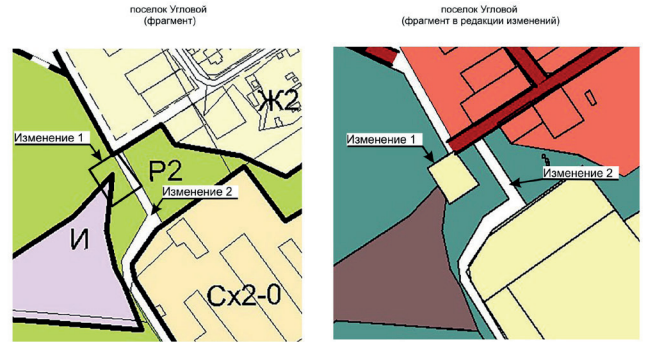 поселок Угловой
(фрагмент)
поселок Угловой
(фрагмент в редакции изменений)
Ж2
Изменение 1
Р2
Изменение 2
И
Сх2-0
Изменение 1
Изменение 2